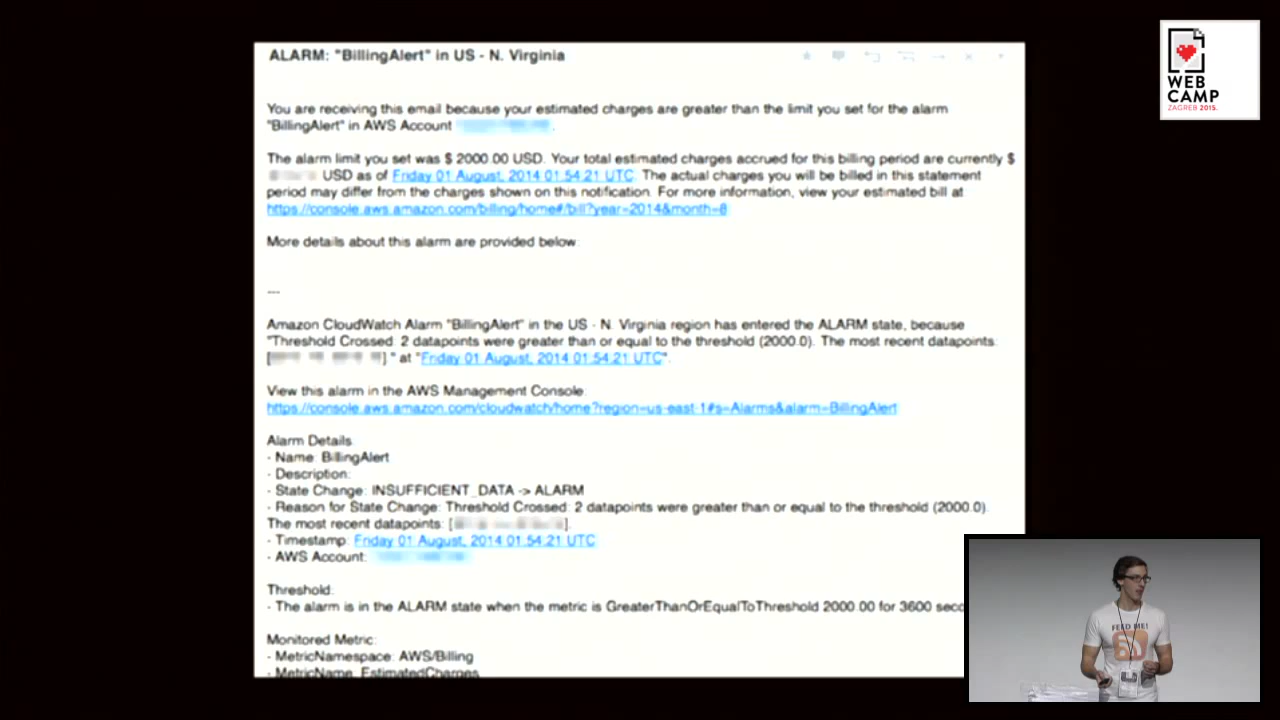 ALARM: "BillingAlert" in US - N. Virginia
WEB
CAMP
ZAGREB 2015.
You are receiving this email because your estimated charges are greater than the limit you set for the alarm
"BillingAlert" in AWS Account
The alarm limit you set was $ 2000.00 USD. Your total estimated charges accrued for this billing period are currently $
USD as of Friday 01 August, 2014 01:54:21 UTC. The actual charges you will be billed in this statement
period may differ from the charges shown on this notification. For more information, view your estimated bill at:
https://console.aws.amazon.com/billing/home#/bill?year=2014&month=8
More details about this alarm are provided below:
---
Amazon CloudWatch Alarm "BillingAlert" in the US - N. Virginia region has entered the ALARM state, because
"Threshold Crossed: 2 datapoints were greater than or equal to the threshold (2000.0). The most recent datapoints:
[ ]." at "Friday 01 August, 2014 01:54:21 UTC".
View this alarm in the AWS Management Console:
https://console.aws.amazon.com/cloudwatch/home?region=us-east-1#s=Alarms&alarm=BillingAlert
Alarm Details:
- Name: BillingAlert
- Description:
- State Change: INSUFFICIENT_DATA -> ALARM
- Reason for State Change: Threshold Crossed: 2 datapoints were greater than or equal to the threshold (2000.0).
The most recent datapoints: [ ].
- Timestamp: Friday 01 August, 2014 01:54:21 UTC
- AWS Account:
Threshold:
- The alarm is in the ALARM state when the metric is GreaterThanOrEqualToThreshold 2000.00 for 3600 seco
Monitored Metric:
- MetricNamespace: AWS/Billing
- MetricName: EstimatedCharges
FEED ME!